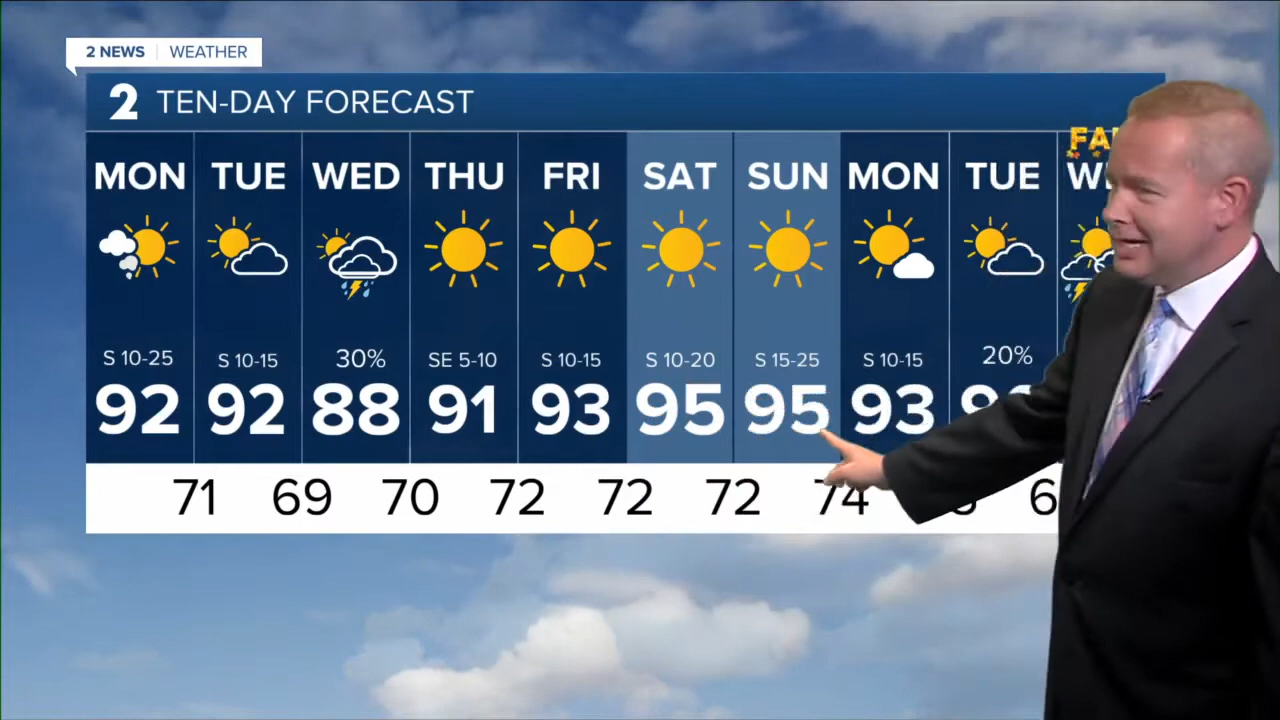 2 NEWS WEATHER
2 TEN-DAY FORECAST
MON TUE WED THU FRI SAT SUN MON TUE
S 10-25 S 10-15 30% SE 5-10 S 10-15 S 10-20 S 15-25 S 10-15 20%
92 92 88 91 93 95 95 93
71 69 70 72 72 72 74